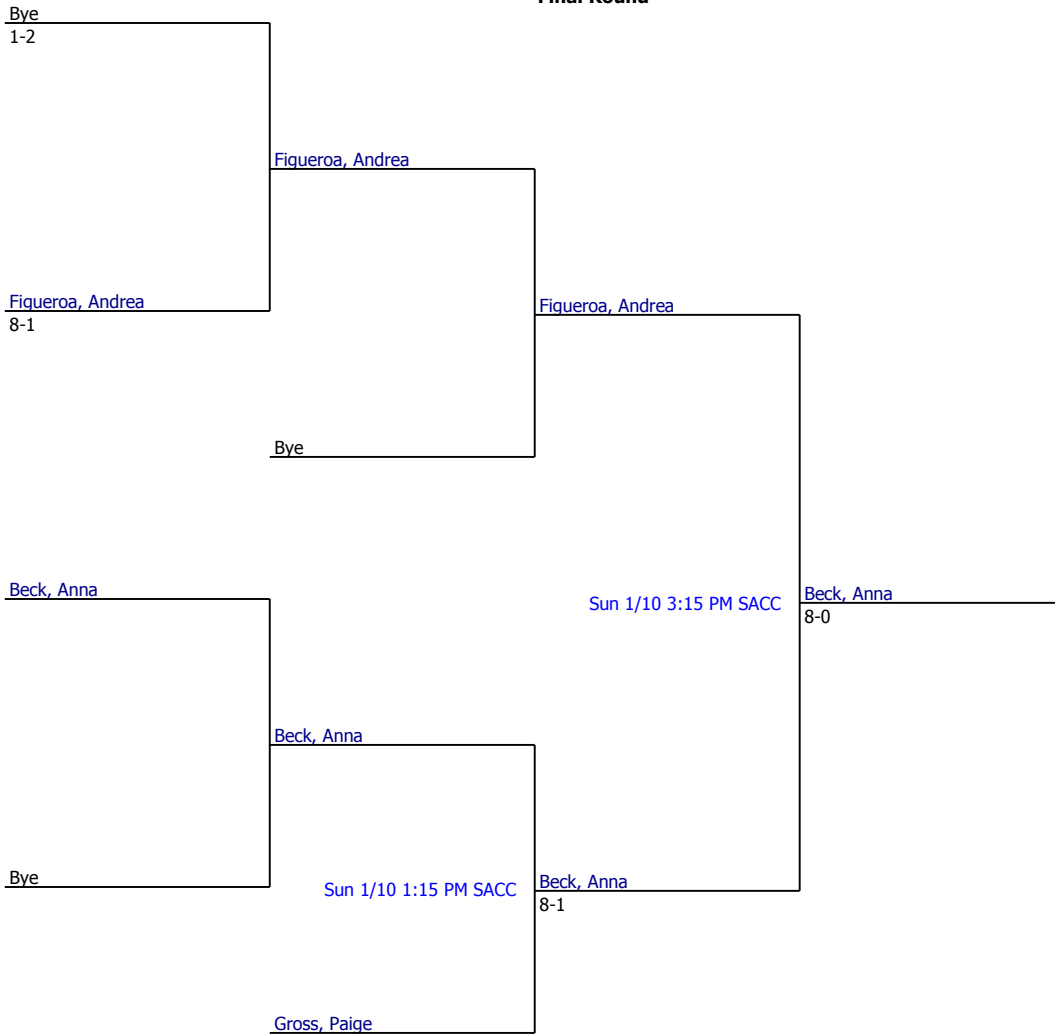 Final Round
Bye
1-2
Figueroa, Andrea
Figueroa, Andrea
8-1
Figueroa, Andrea
Bye
Beck, Anna
Sun 1/10 3:15 PM SACC
Beck, Anna
8-0
Beck, Anna
Bye
Sun 1/10 1:15 PM SACC
Beck, Anna
8-1
Gross, Paige